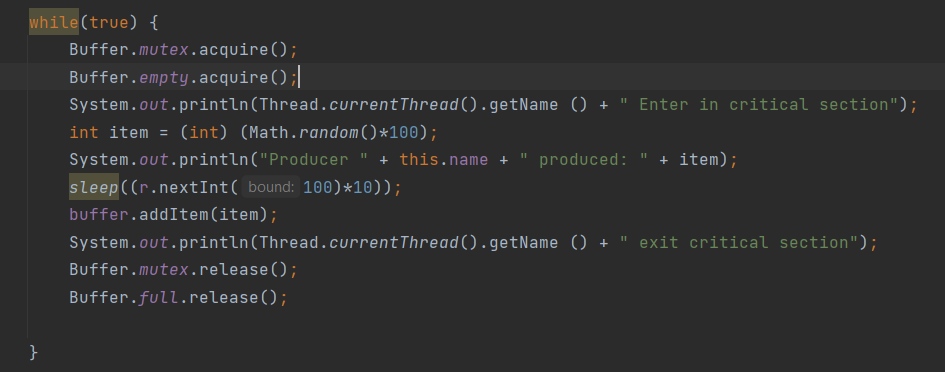 while(true) {
Buffer.mutex.acquire();
Buffer.empty.acquire();
System.out.println(Thread.currentThread().getName () + " Enter in critical section");
int item = (int) (Math.random()*100);
System.out.println("Producer " + this.name + " produced: " + item);
sleep((r.nextInt( bound: 100)*10));
buffer.addItem(item);
System.out.println(Thread.currentThread().getName () + " exit critical section");
Buffer.mutex.release();
Buffer.full.release();
}